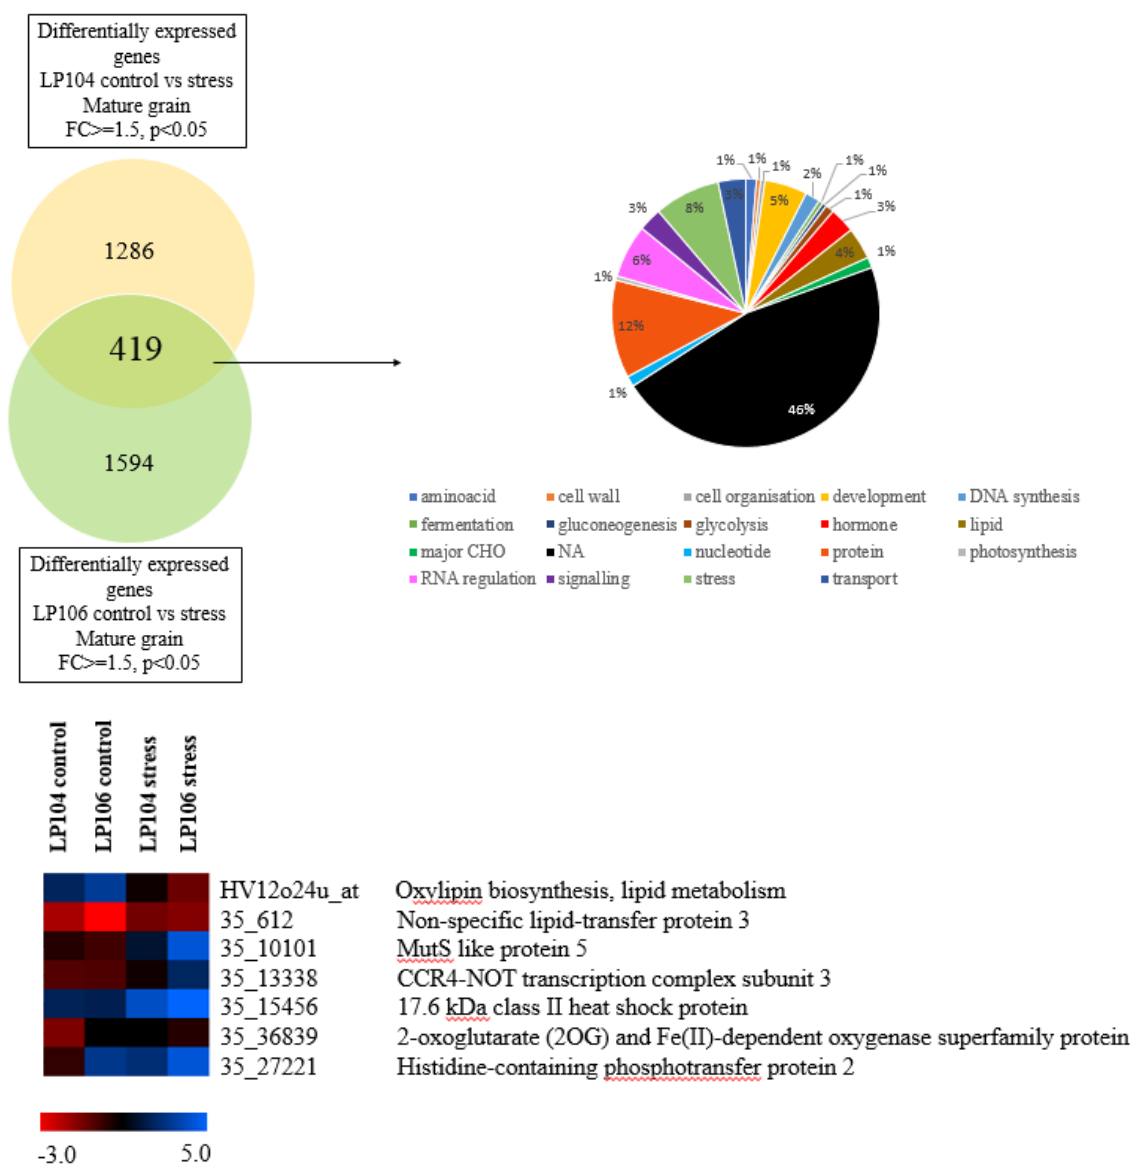 Differentially expressed
genes
LP104 control vs stress
Mature grain
FC>=1.5, p<0.05
1286
419
1594
Differentially expressed
genes
LP106 control vs stress
Mature grain
FC>=1.5, p<0.05
1%
1%
1%
5%
2%
1%
1%
1%
3%
4%
1%
46%
1%
12%
1%
6%
3%
8%
3%
aminoacid cell wall cell organisation development DNA synthesis
fermentation gluconeogenesis glycolysis hormone lipid
major CHO NA nucleotide protein photosynthesis
RNA regulation signalling stress transport
LP104 control
LP106 control
LP104 stress
LP106 stress
HV12o24u_at Oxylipin biosynthesis, lipid metabolism
35_612 Non-specific lipid-transfer protein 3
35_10101 MutS like protein 5
35_13338 CCR4-NOT transcription complex subunit 3
35_15456 17.6 kDa class II heat shock protein
35_36839 2-oxoglutarate (2OG) and Fe(II)-dependent oxygenase superfamily protein
35_27221 Histidine-containing phosphotransfer protein 2
-3.0 5.0